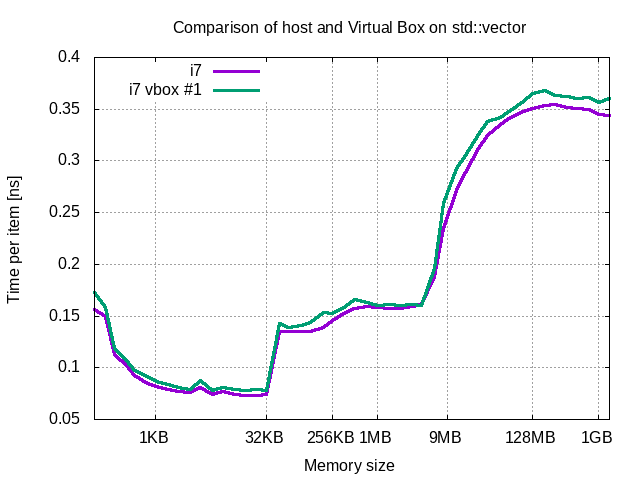 Comparison of host and Virtual Box on std::vector
i7
i7 vbox #1
0.4
0.35
0.3
0.25
0.2
0.15
0.1
0.05
Time per item [ns]
1KB 32KB 256KB 1MB 9MB 128MB 1GB
Memory size